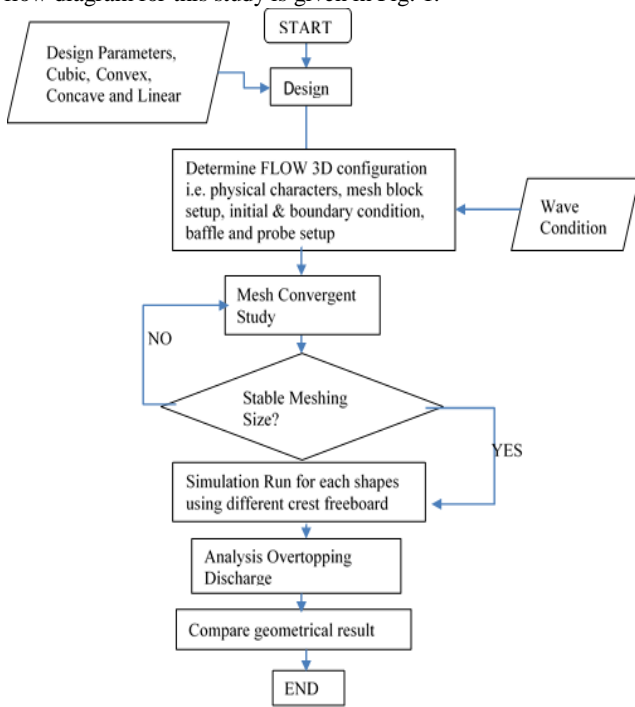 flow diagram for this study is given in Fig. 1.
START
Design Parameters,
Cubic, Convex,
Concave and Linear
Design
Determine FLOW 3D configuration
i.e. physical characters, mesh block
setup, initial & boundary condition,
baffle and probe setup
Wave
Condition
Mesh Convergent
Study
NO
Stable Meshing
Size?
YES
Simulation Run for each shapes
using different crest freeboard
Analysis Overtopping
Discharge
Compare geometrical result
END